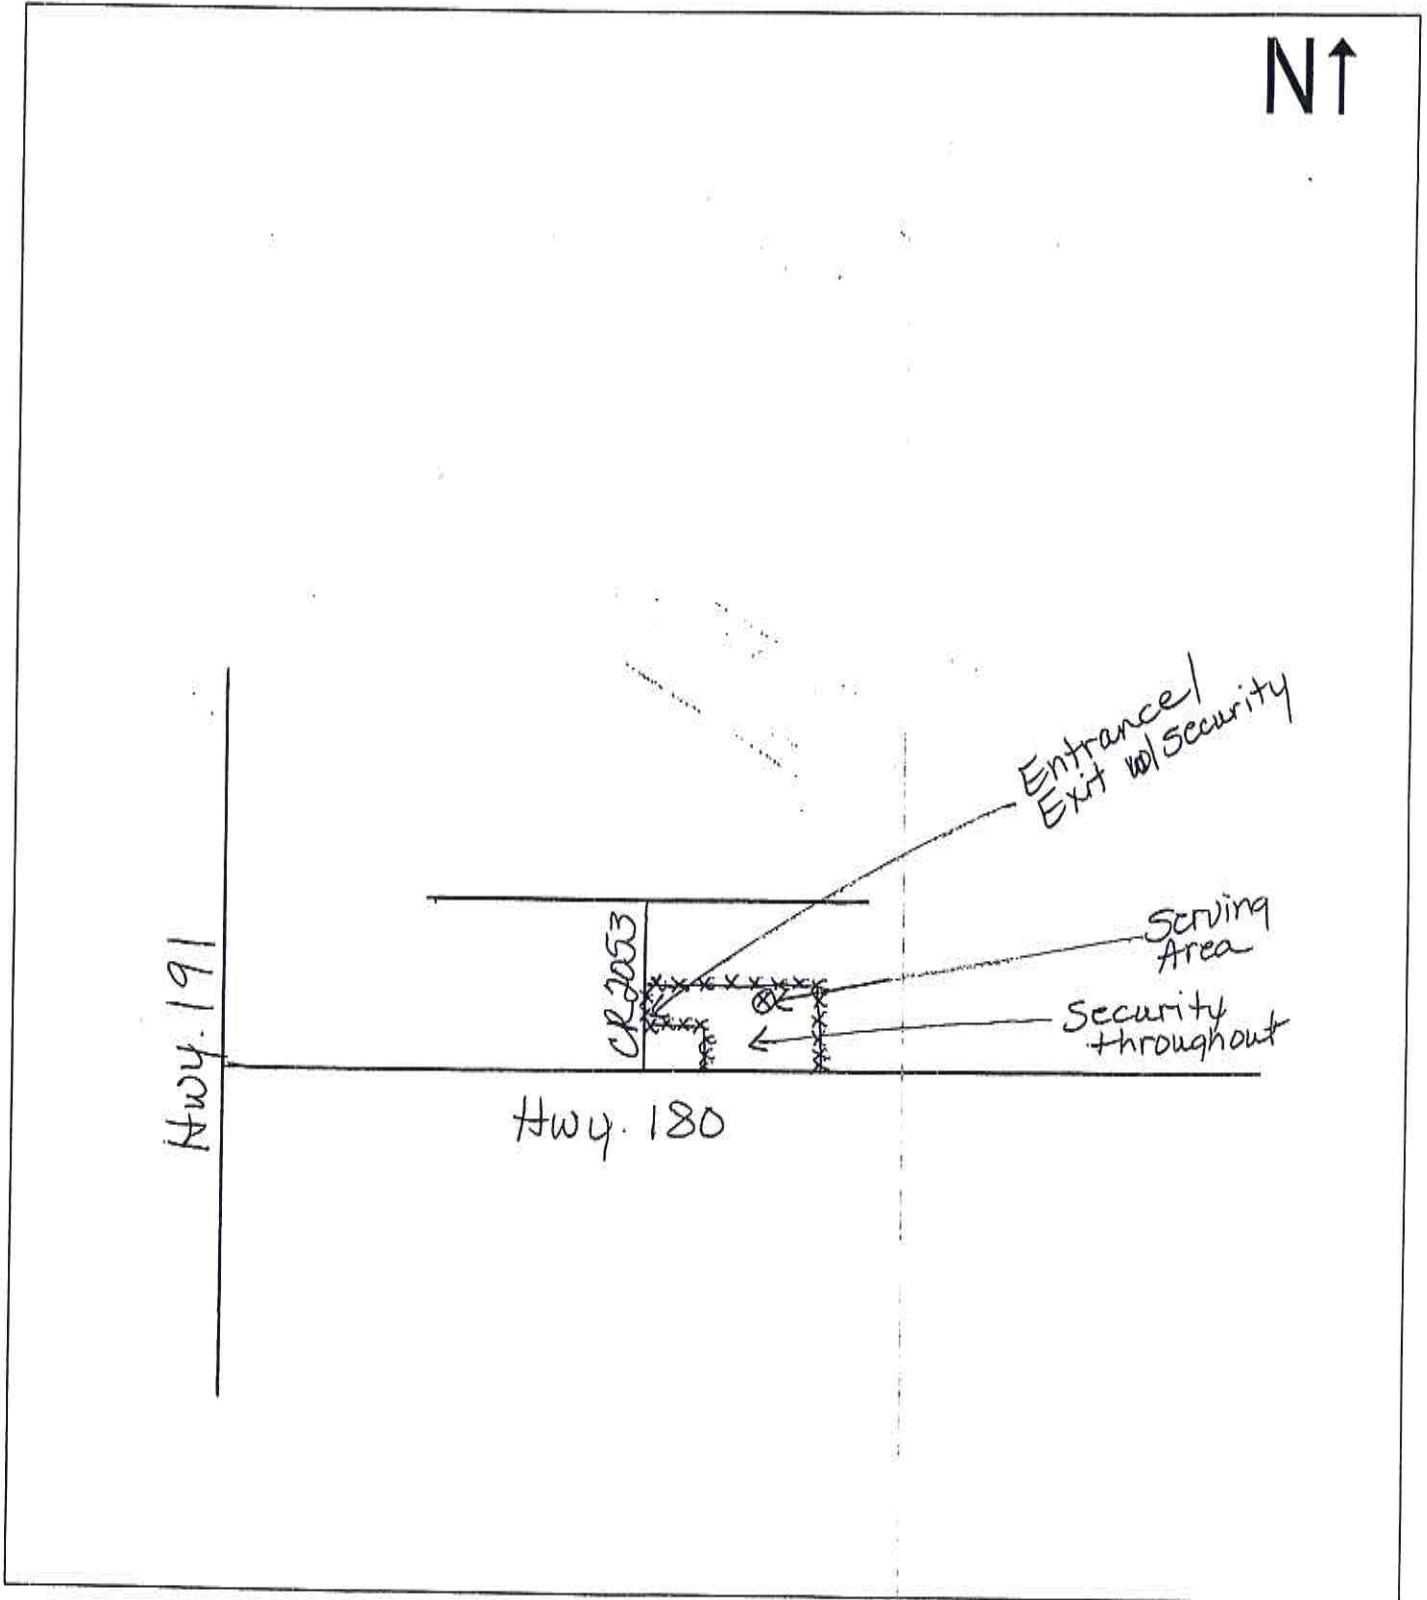 N↑
Entrance/
Exit w/ security
Serving
Area
Security
throughout
CR 2053
Hwy. 191
Hwy. 180